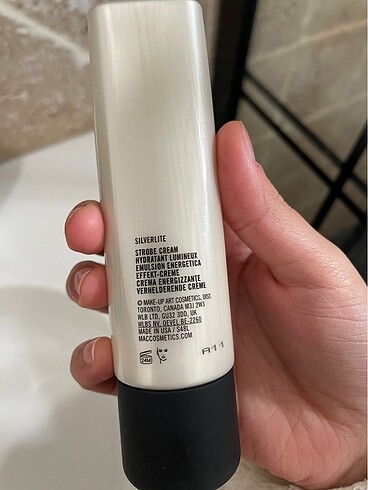 SILVERLITE
STROBE CREAM
HYDRATANT LUMINEUX
EMULSION ENERGETICA
EFFEKT-CREME
CREMA ENERGIZZANTE
VERHELDERENDE CRÈME
© MAKE-UP ART COSMETICS, DIST.
TORONTO, CANADA M3J 2W3
WLB LTD, GU32 3DD, UK
WLBS NV, OEVEL BE-2260
MADE IN USA / S48L
MACCOSMETICS.COM
24M
A11